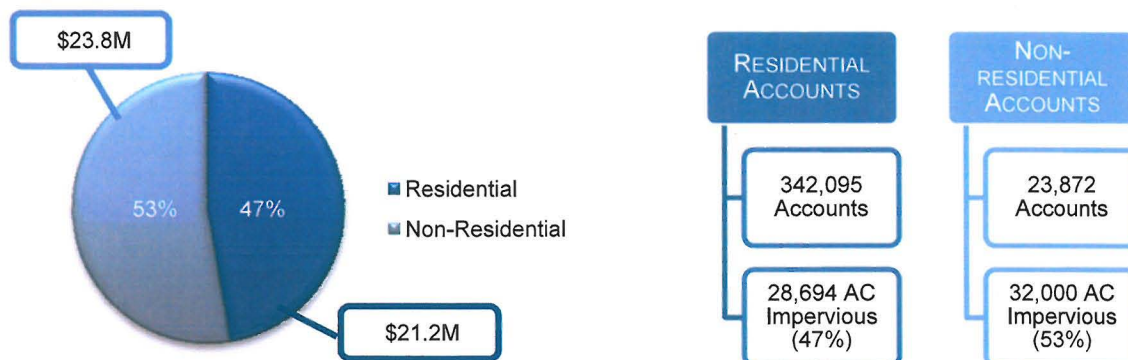 $23.8M
53%
47%
Residential
Non-Residential
$21.2M
RESIDENTIAL
ACCOUNTS
342,095
Accounts
28,694 AC
Impervious
(47%)
NON-
RESIDENTIAL
ACCOUNTS
23,872
Accounts
32,000 AC
Impervious
(53%)